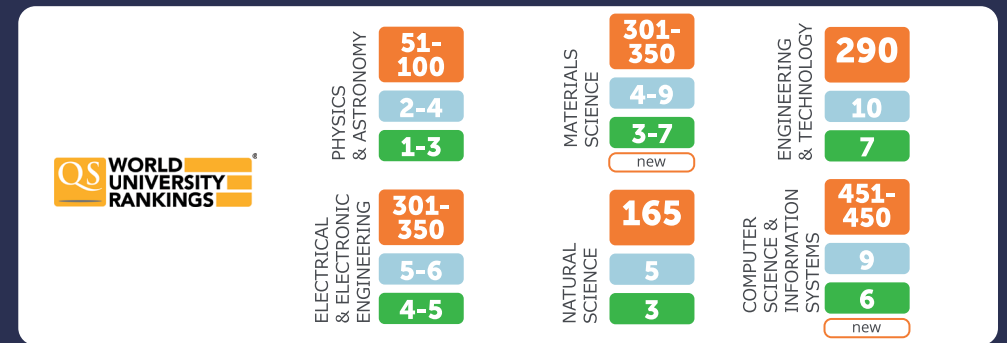 QS WORLD
UNIVERSITY
RANKINGS®
PHYSICS
& ASTRONOMY
51-
100
2-4
1-3
MATERIALS
SCIENCE
301-
350
4-9
3-7
new
ENGINEERING
& TECHNOLOGY
290
10
7
ELECTRICAL
& ELECTRONIC
ENGINEERING
301-
350
5-6
4-5
NATURAL
SCIENCE
165
5
3
COMPUTER
SCIENCE &
INFORMATION
SYSTEMS
451-
450
9
6
new